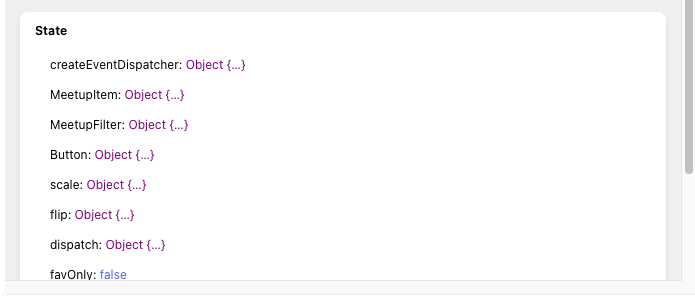 State
createEventDispatcher: Object {…}
MeetupItem: Object {…}
MeetupFilter: Object {…}
Button: Object {…}
scale: Object {…}
flip: Object {…}
dispatch: Object {…}
favOnly: false